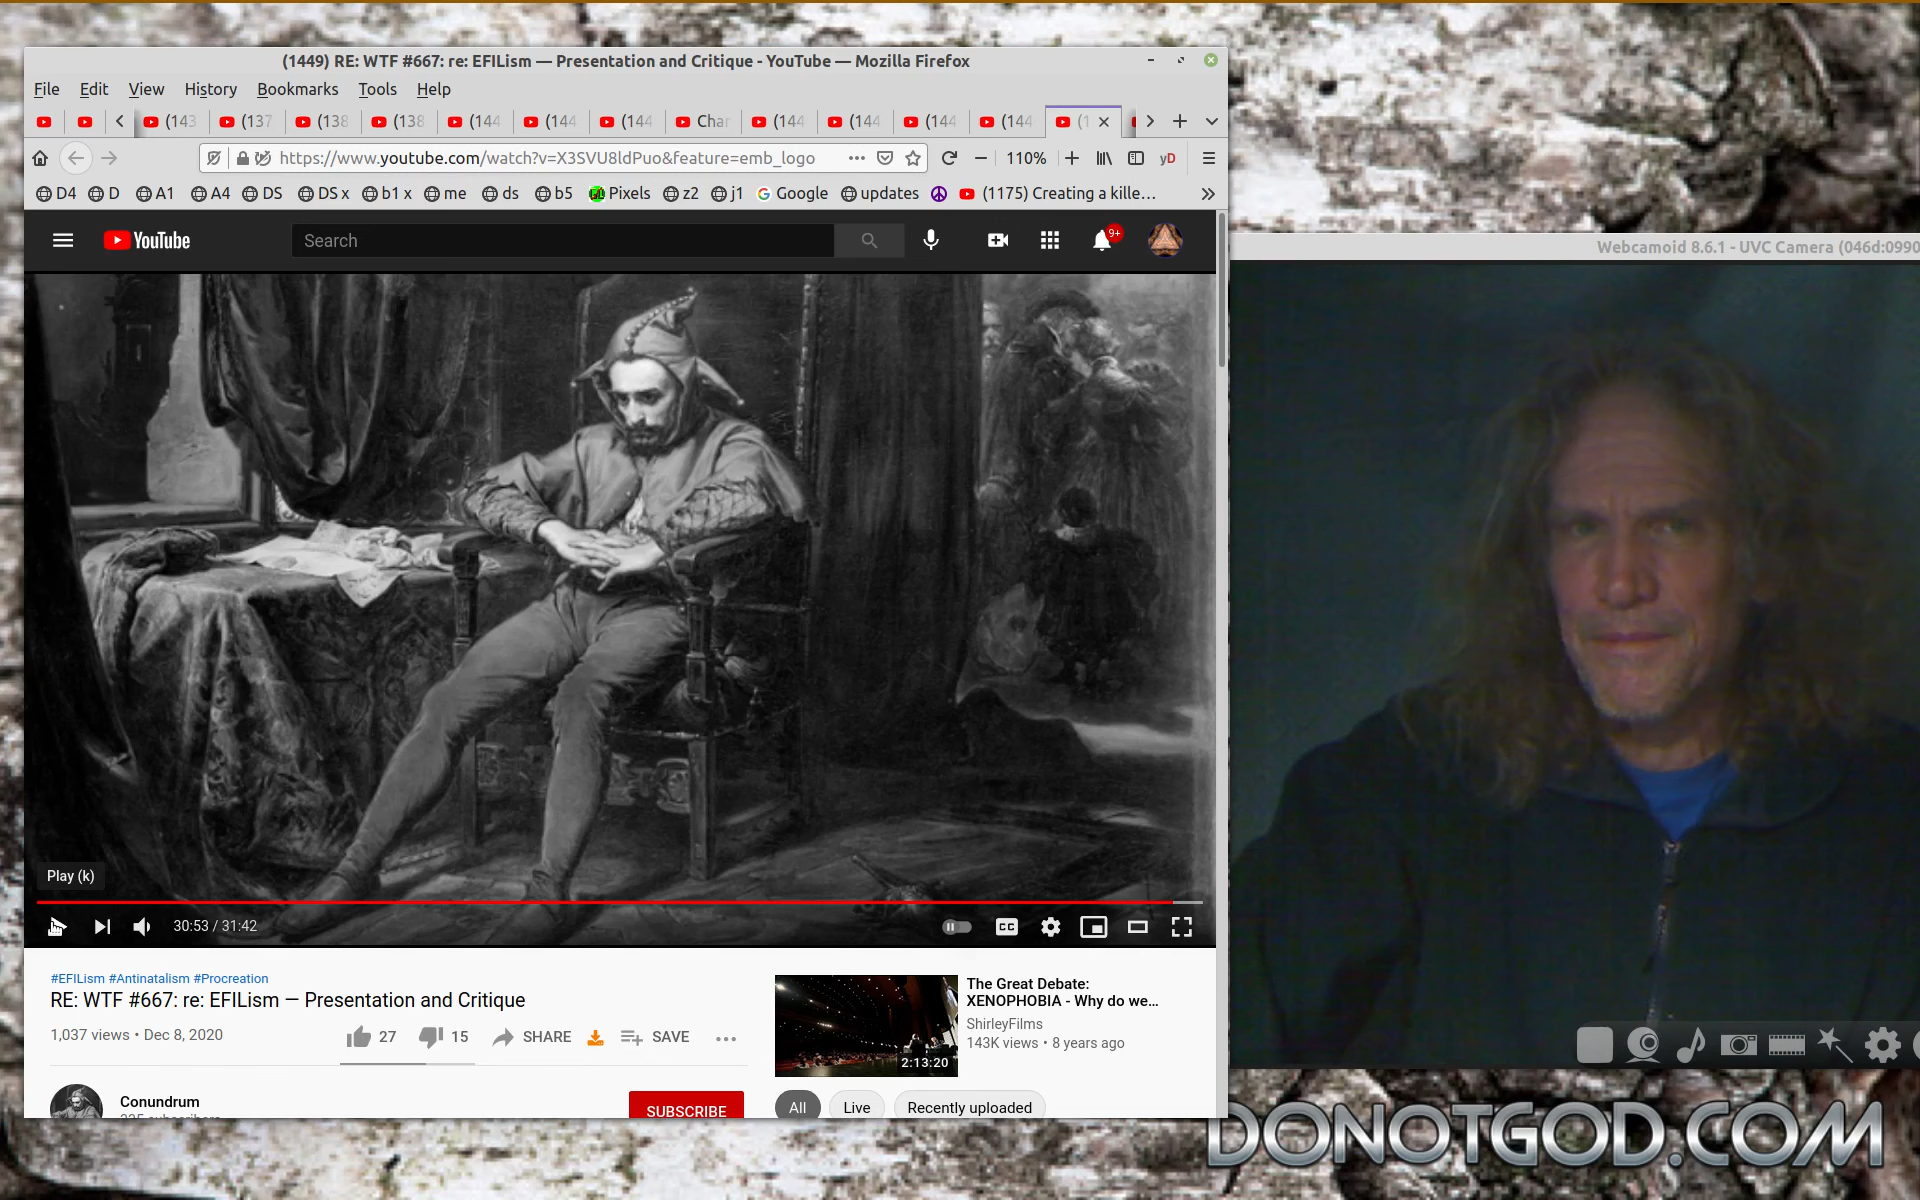 (1449) RE: WTF #667: re: EFILism — Presentation and Critique - YouTube — Mozilla Firefox
File Edit View History Bookmarks Tools Help
(143 (137 (138 (138 (144 (144 (144 Char (144 (144 (144 (144 (1
https://www.youtube.com/watch?v=X3SVU8ldPuo&feature=emb_logo 110% yD
D4 D A1 A4 DS DS x b1 x me ds b5 Pixels z2 j1 Google updates (1175) Creating a kille…
YouTube Search 9+
Webcamoid 8.6.1 - UVC Camera (046d:0990
Play (k)
30:53 / 31:42 CC
#EFILism #Antinatalism #Procreation
RE: WTF #667: re: EFILism — Presentation and Critique
1,037 views • Dec 8, 2020 27 15 SHARE SAVE
Conundrum
SUBSCRIBE
The Great Debate:
XENOPHOBIA - Why do we…
ShirleyFilms
143K views • 8 years ago
2:13:20
All Live Recently uploaded
DONOTGOD.COM